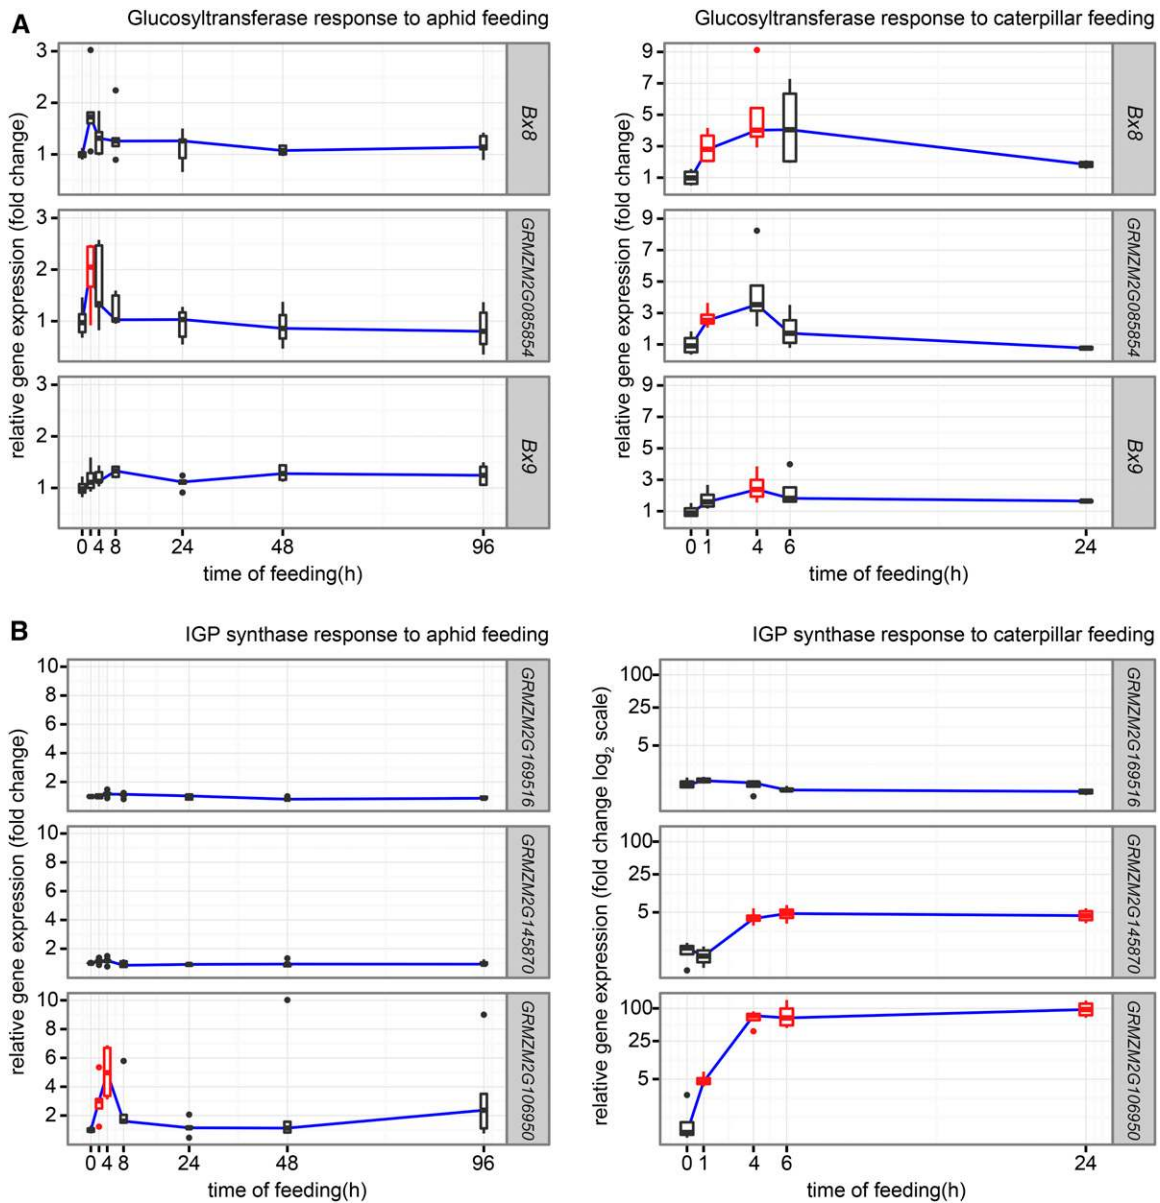 A
Glucosyltransferase response to aphid feeding
Glucosyltransferase response to caterpillar feeding
relative gene expression (fold change)
3
2
1
Bx8
3
2
1
GRMZM2G085854
3
2
1
Bx9
0 4 8 24 48 96
time of feeding(h)
relative gene expression (fold change)
9
7
5
3
1
Bx8
9
7
5
3
1
GRMZM2G085854
9
7
5
3
1
Bx9
0 1 4 6 24
time of feeding(h)
B
IGP synthase response to aphid feeding
IGP synthase response to caterpillar feeding
relative gene expression (fold change)
10
8
6
4
2
GRMZM2G169516
10
8
6
4
2
GRMZM2G145870
10
8
6
4
2
GRMZM2G106950
0 4 8 24 48 96
time of feeding(h)
relative gene expression (fold change log2 scale)
100
25
5
GRMZM2G169516
100
25
5
GRMZM2G145870
100
25
5
GRMZM2G106950
0 1 4 6 24
time of feeding(h)